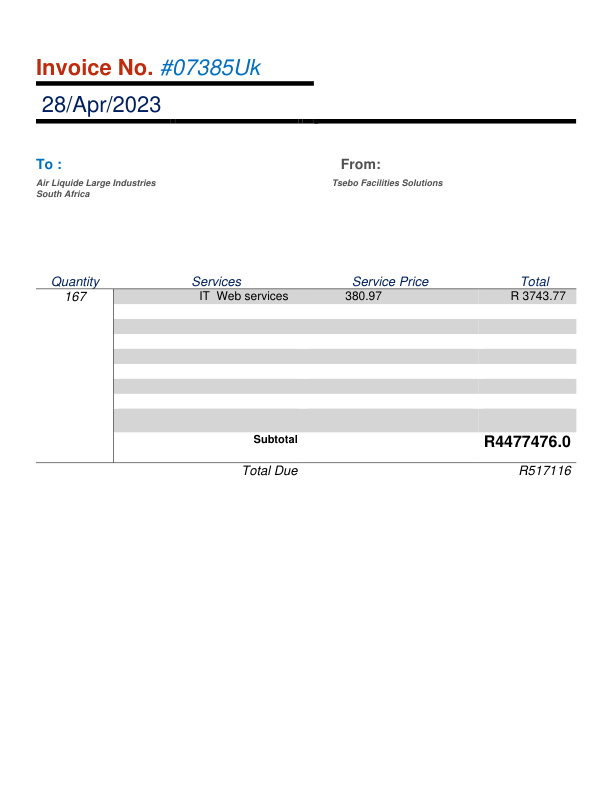 Invoice No. #07385Uk
28/Apr/2023
To : From:
Air Liquide Large Industries Tsebo Facilities Solutions
South Africa
Quantity Services Service Price Total
167 IT Web services 380.97 R 3743.77
Subtotal R4477476.0
Total Due R517116